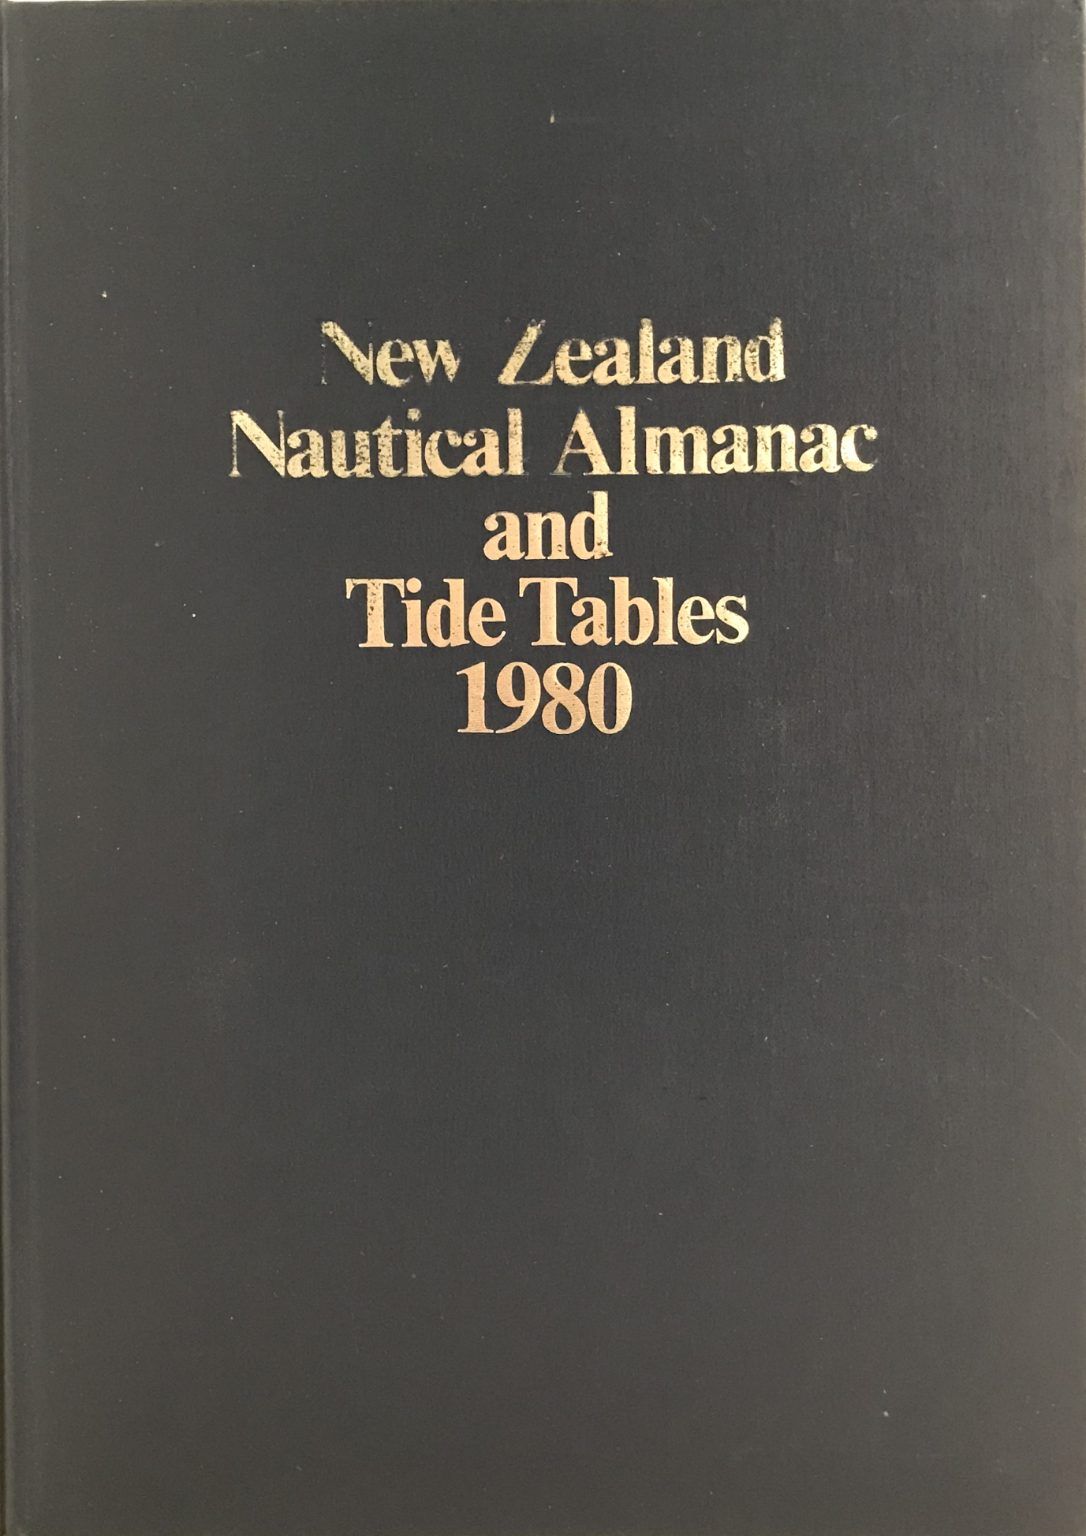 New Zealand
Nautical Almanac
and
Tide Tables
1980